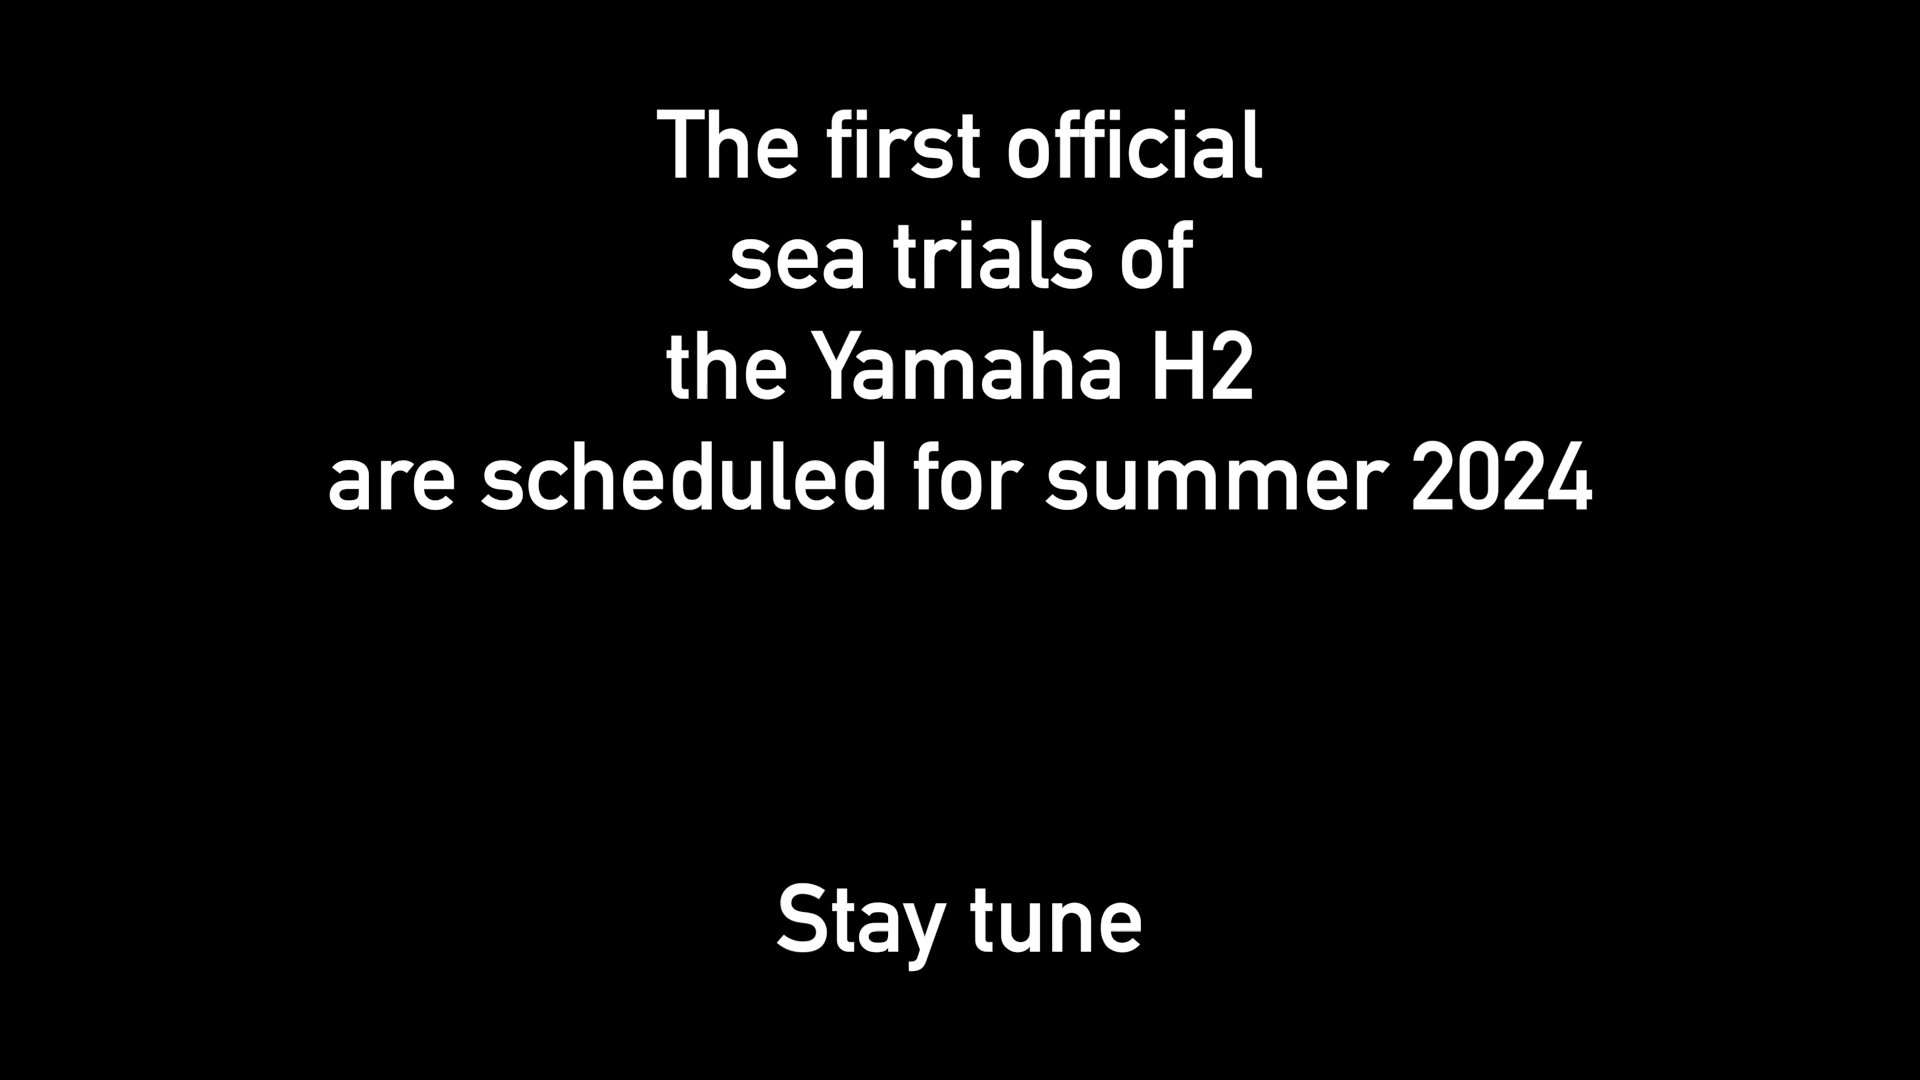 The first official
sea trials of
the Yamaha H2
are scheduled for summer 2024
Stay tune